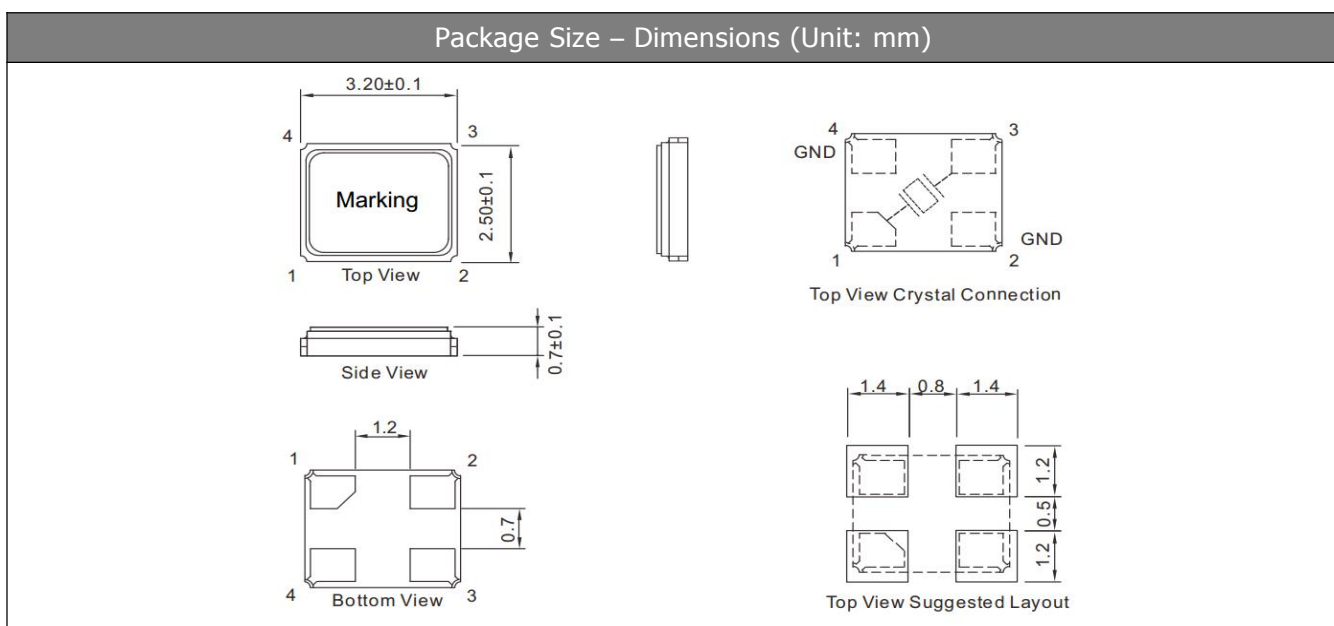 Package Size – Dimensions (Unit: mm)
3.20±0.1
4
3
Marking
2.50±0.1
1
Top View
2
4
3
GND
GND
1
2
Top View Crystal Connection
0.7±0.1
Side View
1.2
1
2
0.7
4
Bottom View
3
1.4
0.8
1.4
1.2
0.5
1.2
Top View Suggested Layout